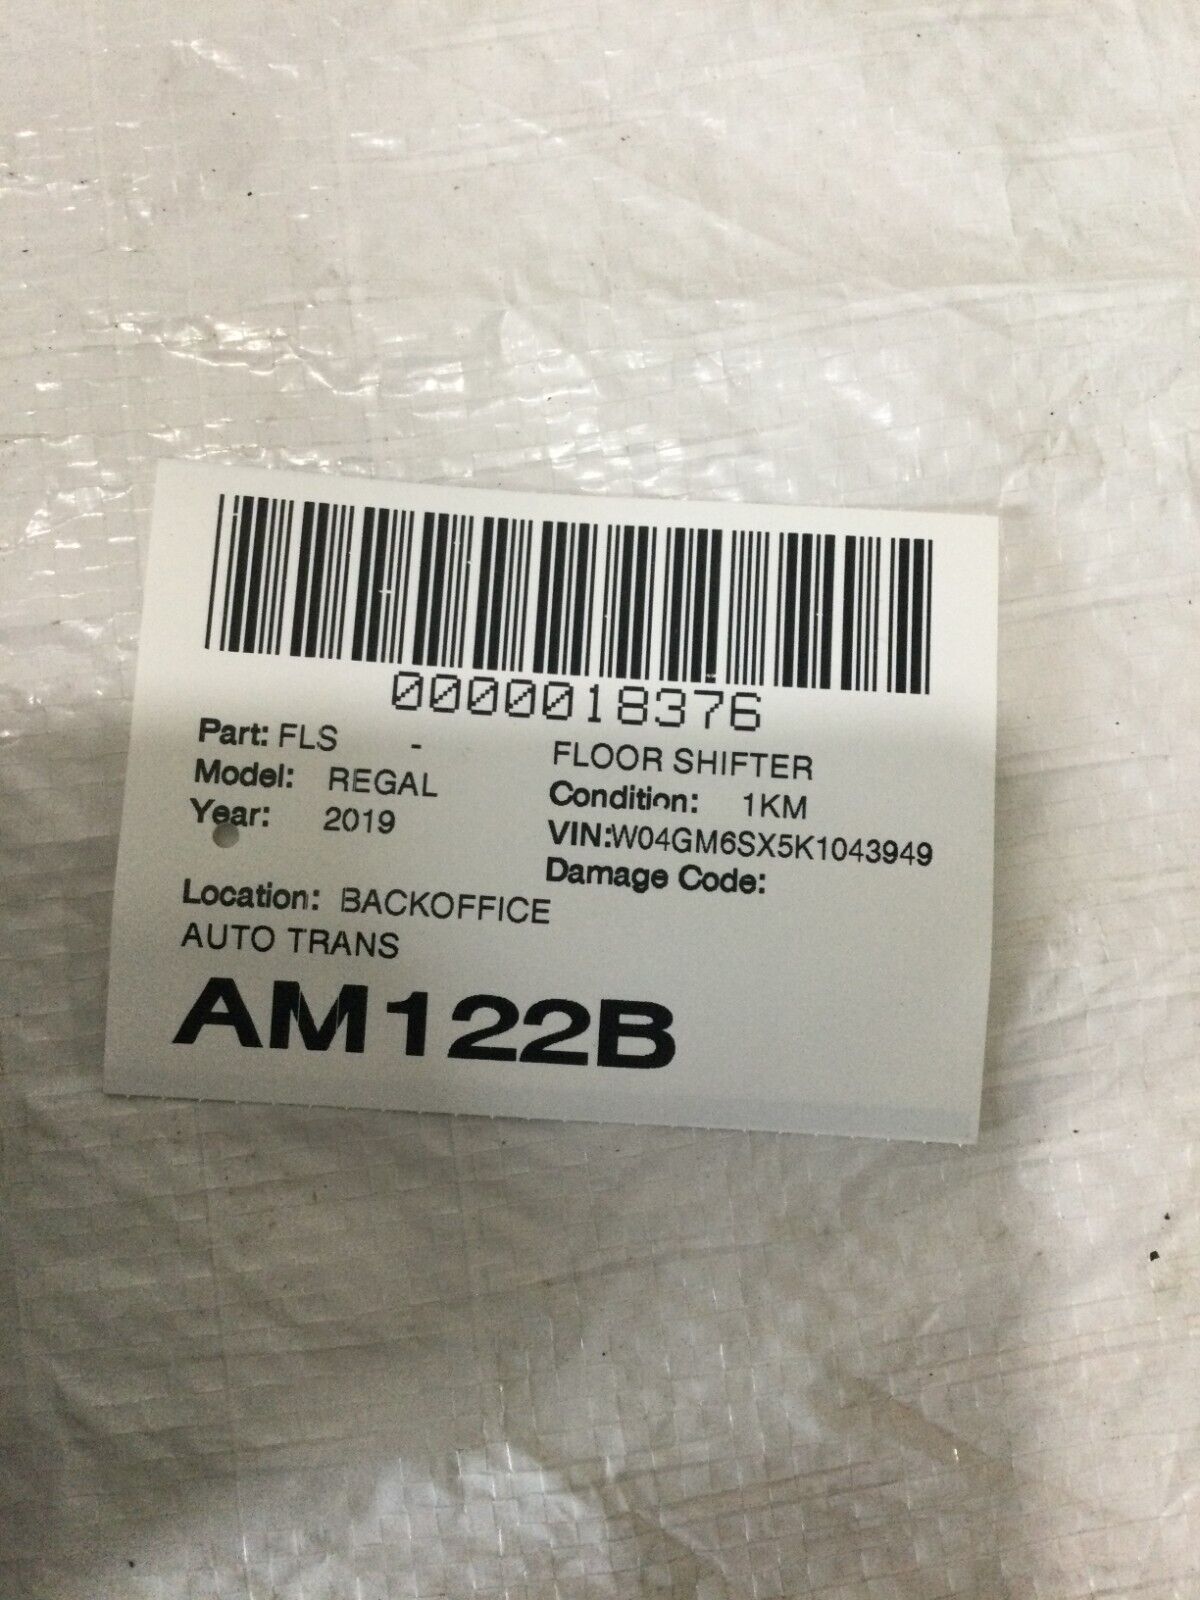 0000018376
Part: FLS - FLOOR SHIFTER
Model: REGAL Condition: 1KM
Year: 2019 VIN:W04GM6SX5K1043949
Damage Code:
Location: BACKOFFICE
AUTO TRANS
AM122B